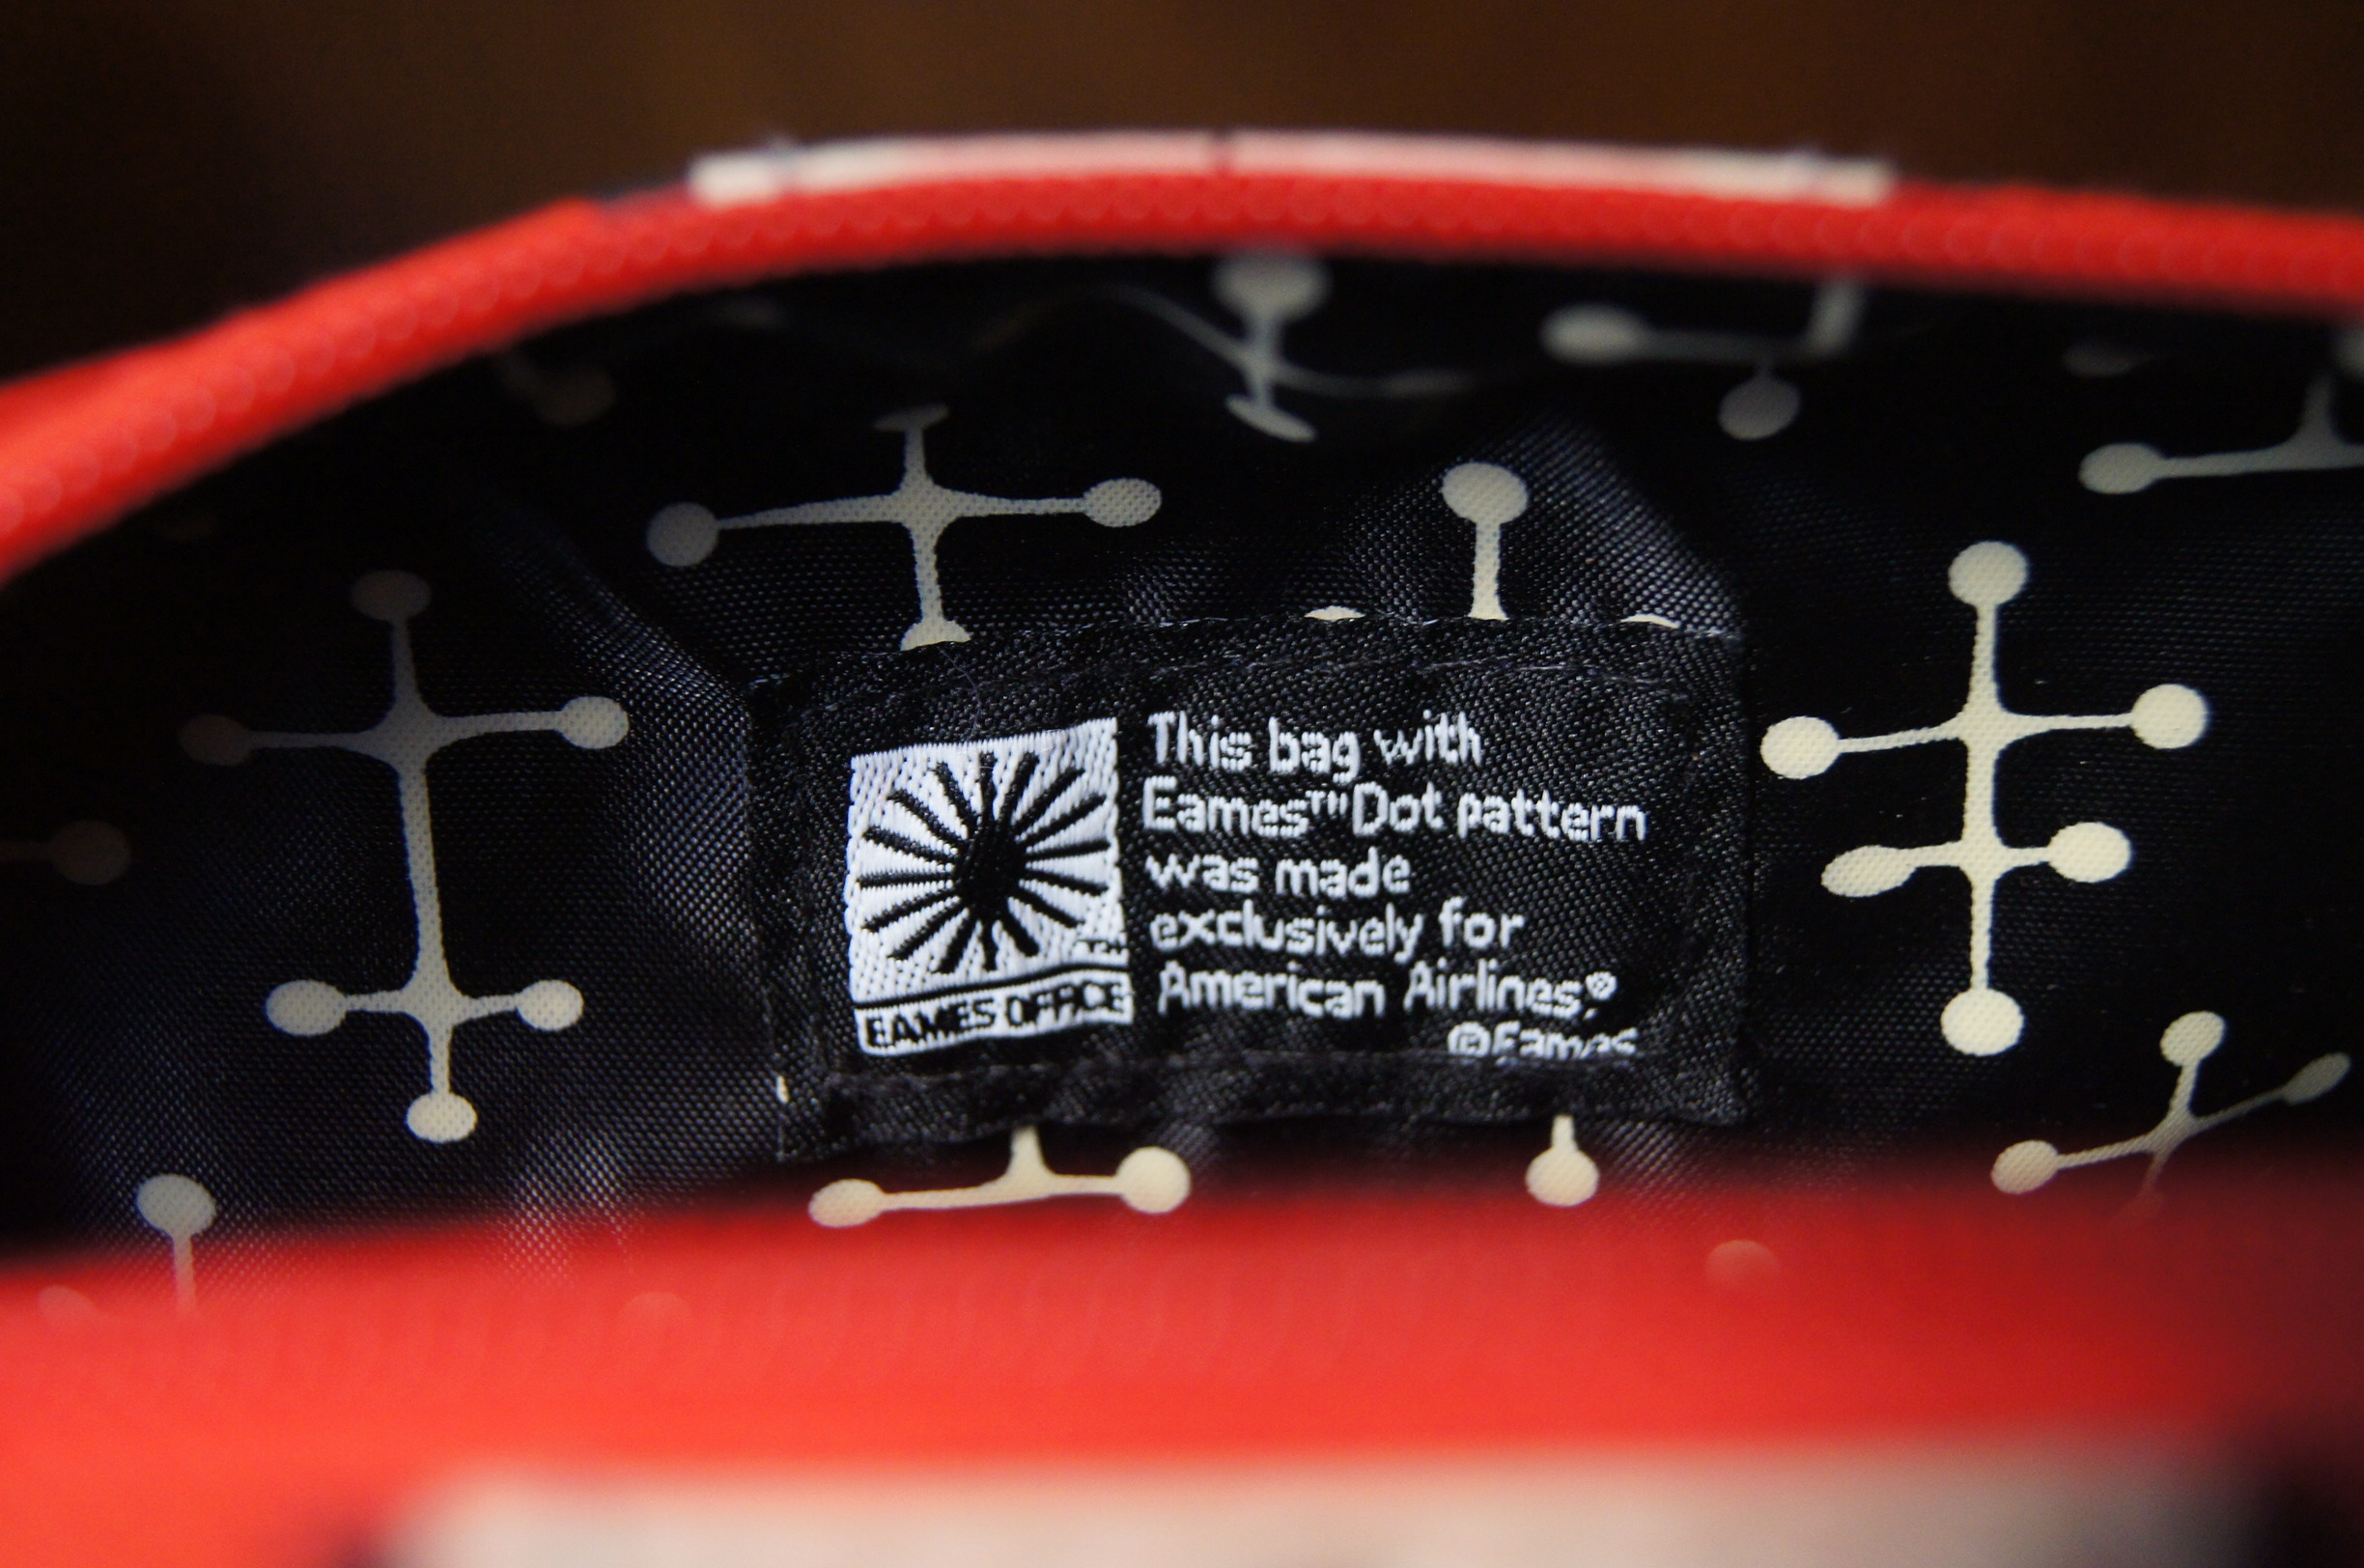 This bag with
Eames™ Dot pattern
was made
exclusively for
American Airlines®
©Eames
EAMES OFFICE